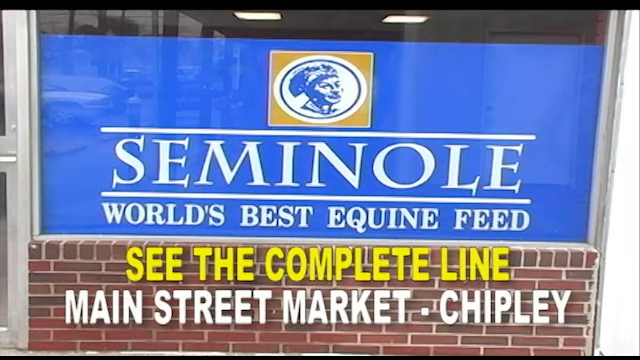 SEMINOLE
WORLD'S BEST EQUINE FEED
SEE THE COMPLETE LINE
MAIN STREET MARKET - CHIPLEY